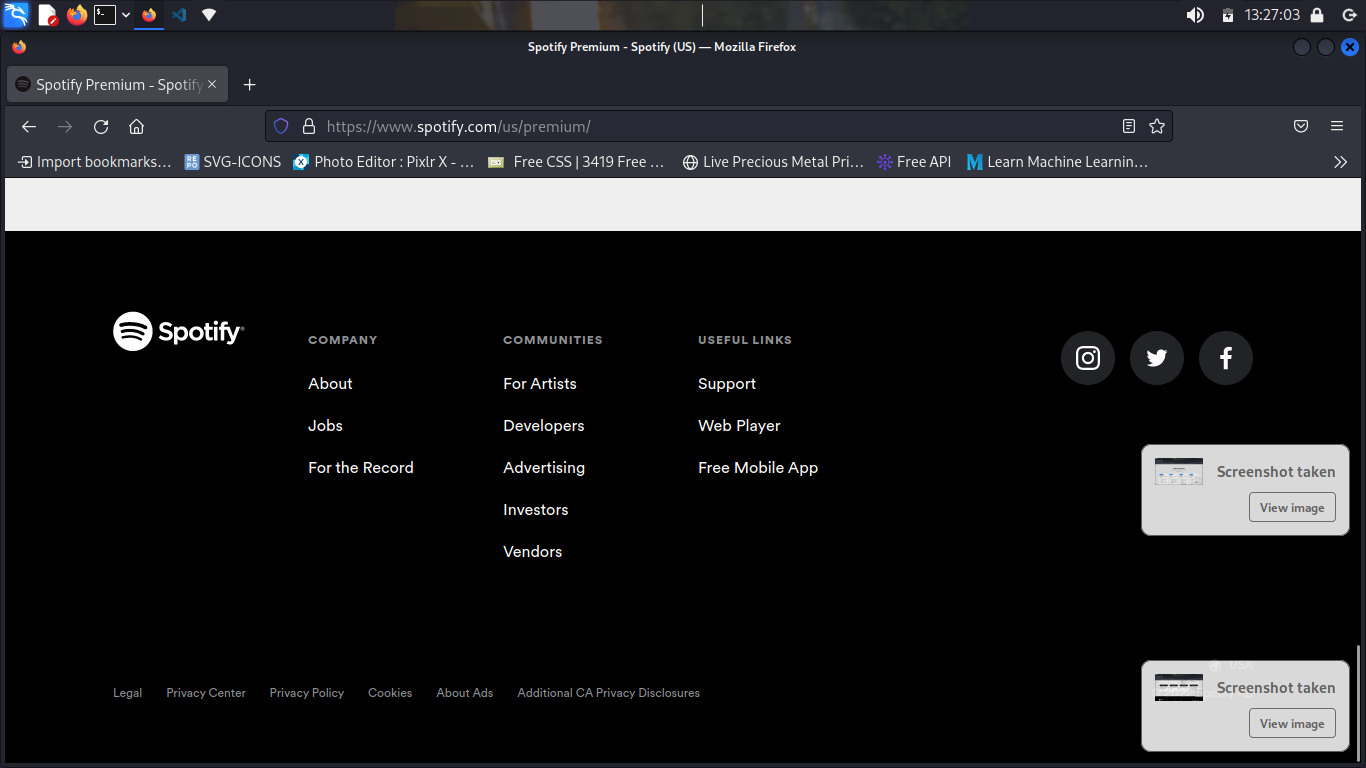 13:27:03
Spotify Premium - Spotify (US) — Mozilla Firefox
Spotify Premium - Spotify
https://www.spotify.com/us/premium/
Import bookmarks…
SVG-ICONS
Photo Editor : Pixlr X - …
Free CSS | 3419 Free …
Live Precious Metal Pri…
Free API
Learn Machine Learnin…
Spotify
COMPANY
About
Jobs
For the Record
COMMUNITIES
For Artists
Developers
Advertising
Investors
Vendors
USEFUL LINKS
Support
Web Player
Free Mobile App
Screenshot taken
View image
USA
Legal
Privacy Center
Privacy Policy
Cookies
About Ads
Additional CA Privacy Disclosures
Screenshot taken
View image